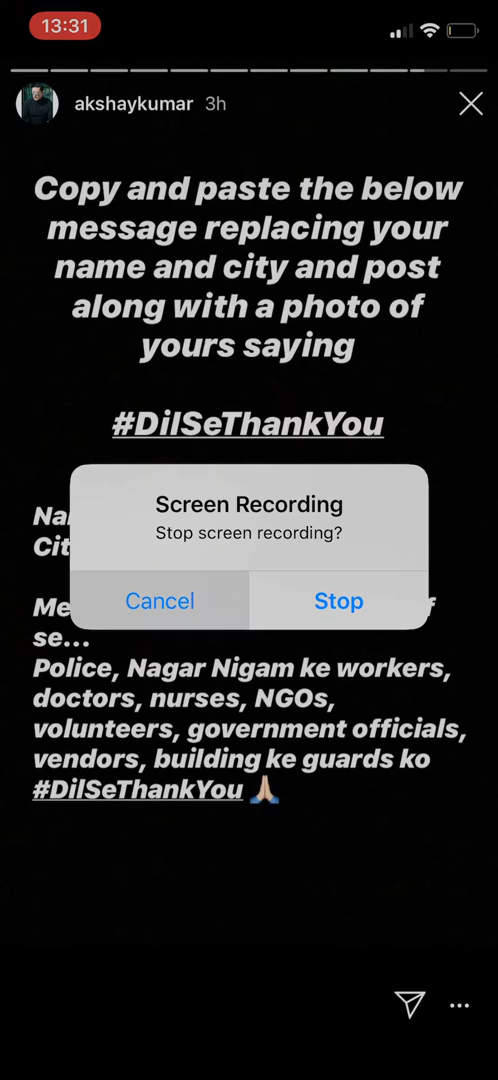 13:31
akshaykumar 3h
Copy and paste the below
message replacing your
name and city and post
along with a photo of
yours saying
#DilSeThankYou
Screen Recording
Stop screen recording?
Cancel Stop
se...
Police, Nagar Nigam ke workers,
doctors, nurses, NGOs,
volunteers, government officials,
vendors, building ke guards ko
#DilSeThankYou 🙏🏼